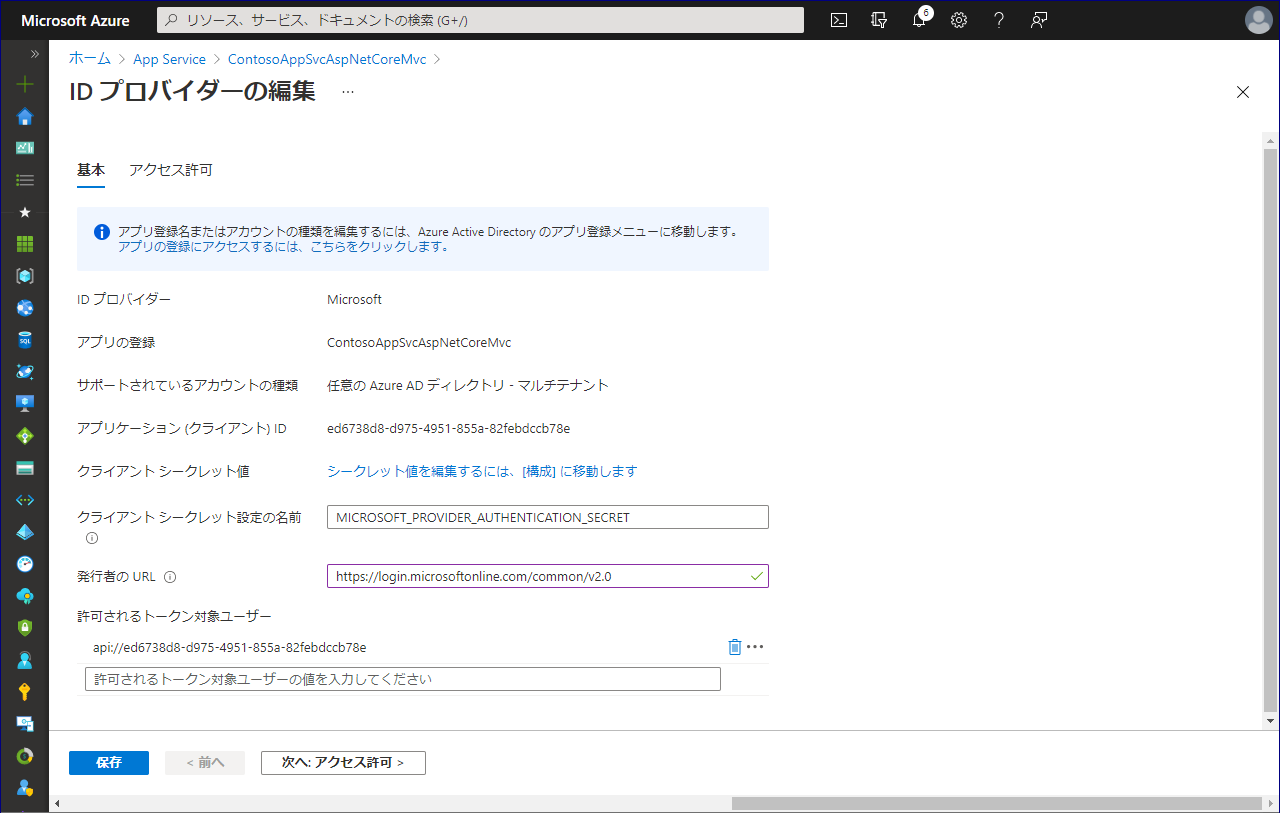 Microsoft Azure
リソース、サービス、ドキュメントの検索 (G+/)
6
ホーム > App Service > ContosoAppSvcAspNetCoreMvc >
ID プロバイダーの編集 …
基本 アクセス許可
アプリ登録名またはアカウントの種類を編集するには、Azure Active Directory のアプリ登録メニューに移動します。
アプリの登録にアクセスするには、こちらをクリックします。
ID プロバイダー Microsoft
アプリの登録 ContosoAppSvcAspNetCoreMvc
サポートされているアカウントの種類 任意の Azure AD ディレクトリ - マルチテナント
アプリケーション (クライアント) ID ed6738d8-d975-4951-855a-82febdccb78e
クライアント シークレット値 シークレット値を編集するには、[構成] に移動します
クライアント シークレット設定の名前 MICROSOFT_PROVIDER_AUTHENTICATION_SECRET
発行者の URL https://login.microsoftonline.com/common/v2.0
許可されるトークン対象ユーザー
api://ed6738d8-d975-4951-855a-82febdccb78e
許可されるトークン対象ユーザーの値を入力してください
保存 < 前へ 次へ: アクセス許可 >